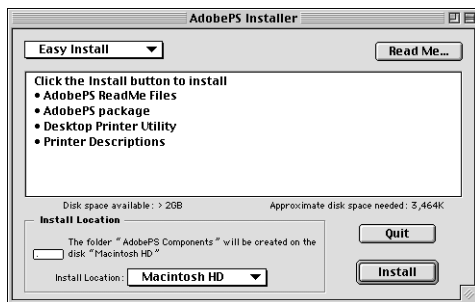 AdobePS Installer
Easy Install
Read Me...
Click the Install button to install
• AdobePS ReadMe Files
• AdobePS package
• Desktop Printer Utility
• Printer Descriptions
Disk space available: > 2GB
Approximate disk space needed: 3,464K
Install Location
The folder "AdobePS Components" will be created on the
disk "Macintosh HD"
Install Location: Macintosh HD
Quit
Install